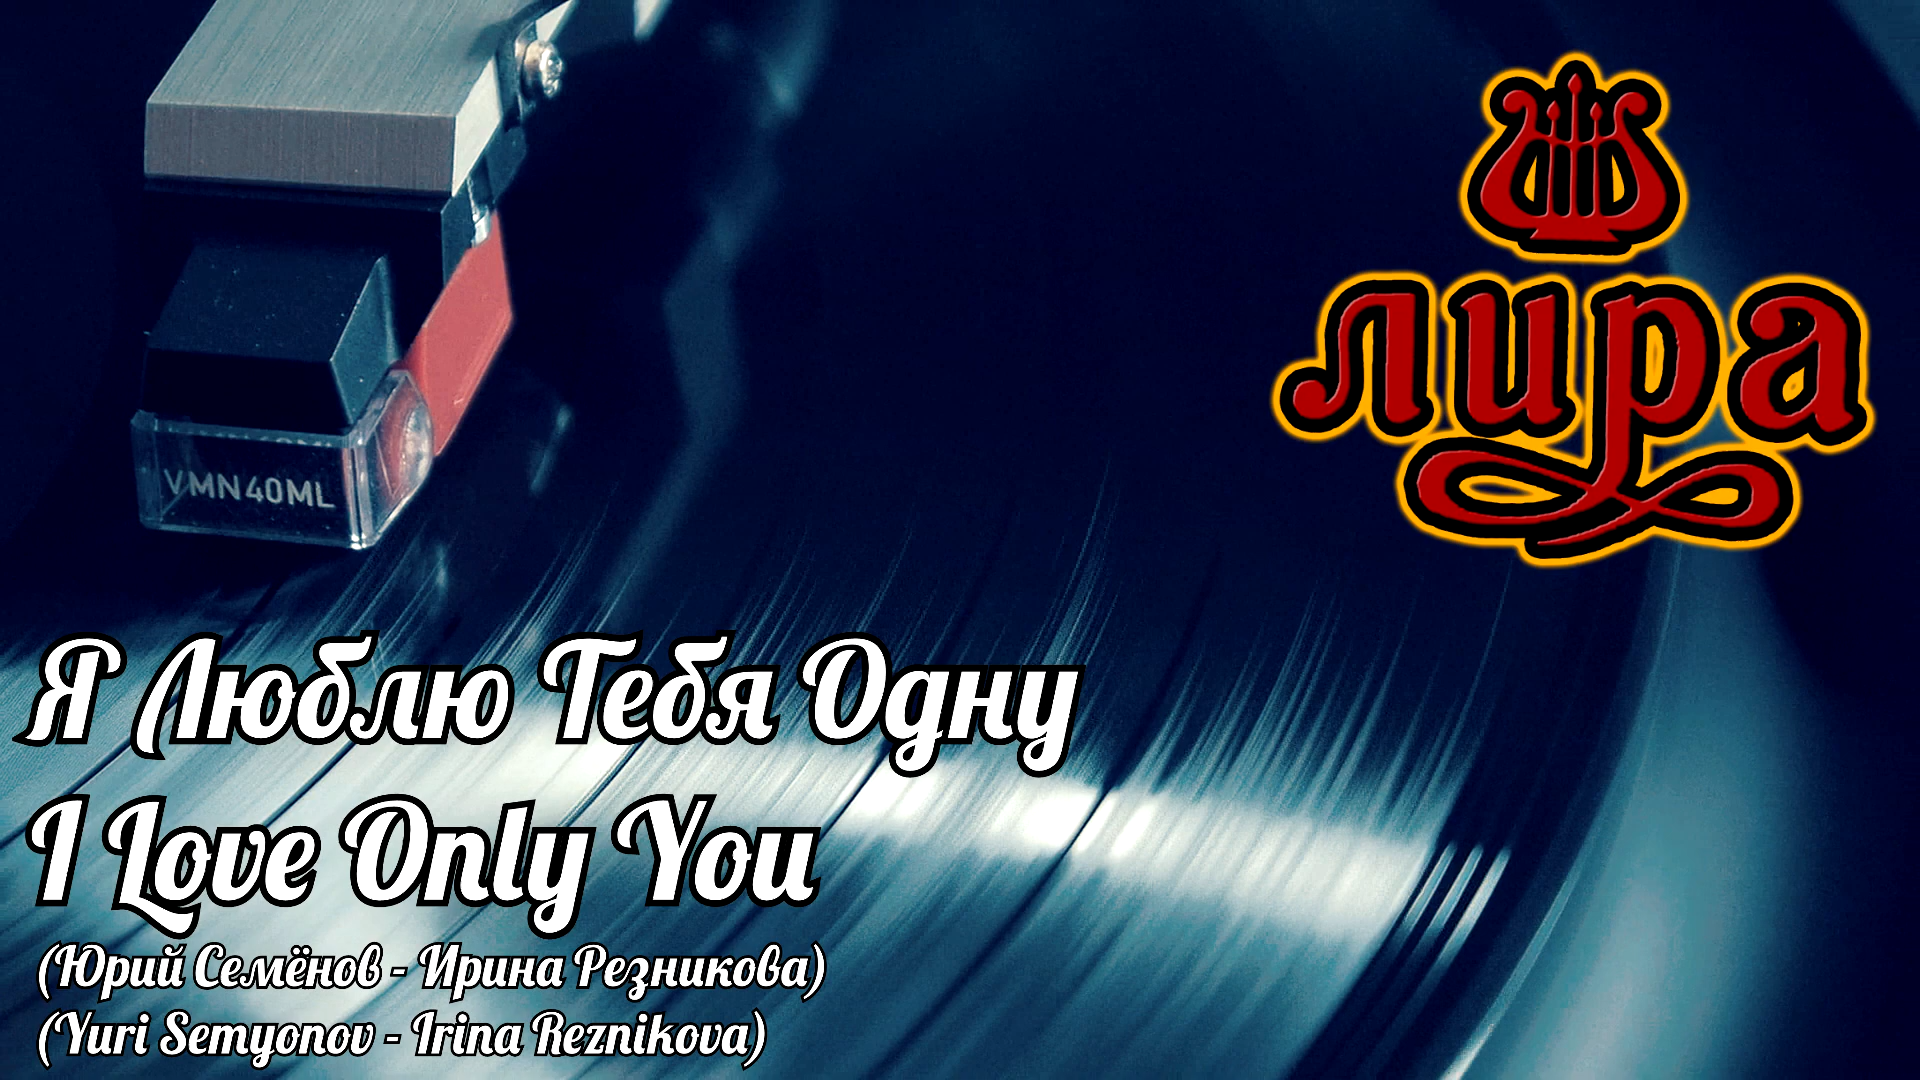 лира
VMN40ML
Я Люблю Тебя Одну
I Love Only You
(Юрий Семёнов - Ирина Резникова)
(Yuri Semyonov - Irina Reznikova)